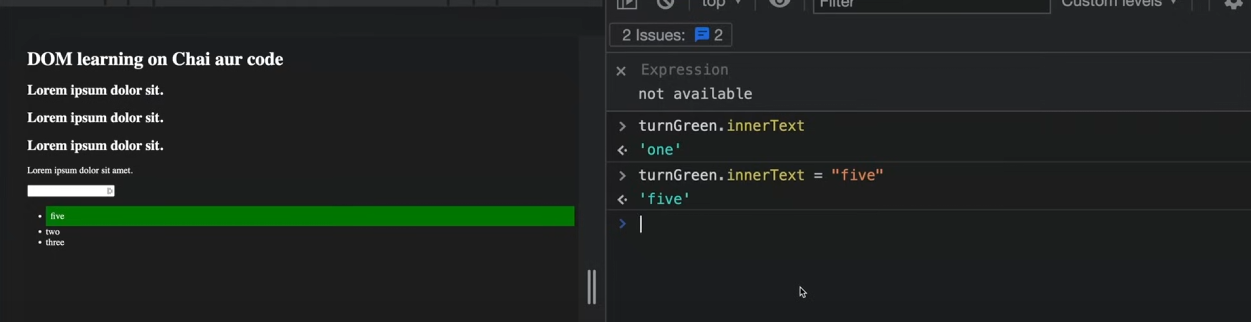 DOM learning on Chai aur code
Lorem ipsum dolor sit.
Lorem ipsum dolor sit.
Lorem ipsum dolor sit.
Lorem ipsum dolor sit amet.
• five
• two
• three
top
Filter
Custom levels
2 Issues: 2
× Expression
not available
> turnGreen.innerText
<· 'one'
> turnGreen.innerText = "five"
<· 'five'
>